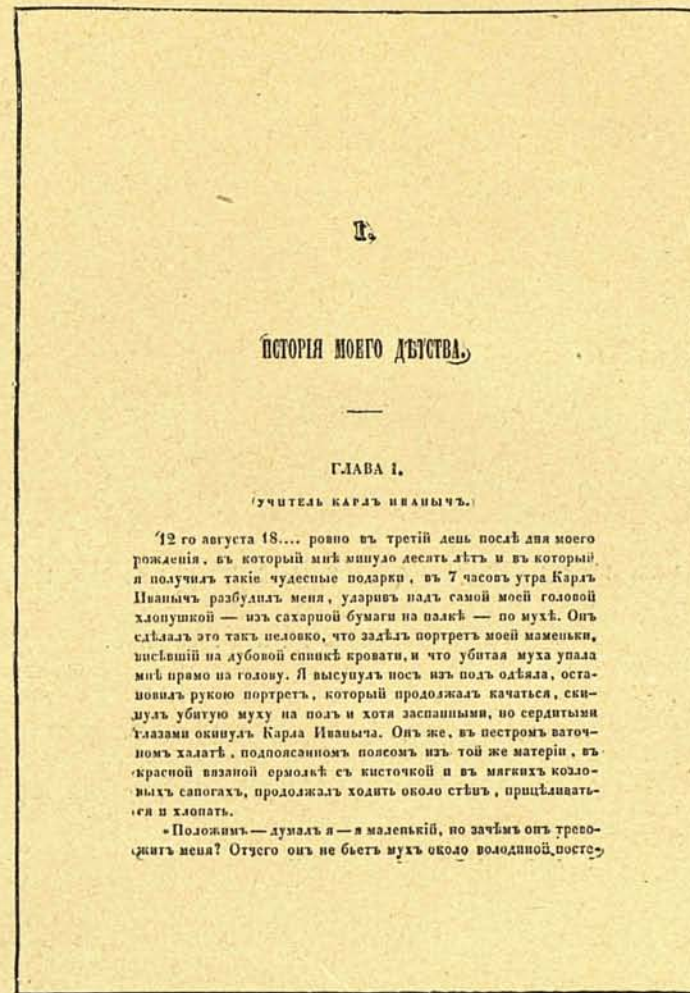 I.
ИСТОРІЯ МОЕГО ДѢТСТВА.
ГЛАВА I.
(УЧИТЕЛЬ КАРЛЪ ИВАНЫЧЪ.)
12 го августа 18.... ровно въ третій день послѣ дня моего
рожденія, въ который мнѣ минуло десять лѣтъ и въ который
я получилъ такіе чудесные подарки, въ 7 часовъ утра Карлъ
Иванычъ разбудилъ меня, ударивъ надъ самой моей головой
хлопушкой — изъ сахарной бумаги на палкѣ — по мухѣ. Онъ
сдѣлалъ это такъ неловко, что задѣлъ портретъ моей маменьки,
висѣвшій на дубовой спинкѣ кровати, и что убитая муха упала
мнѣ прямо на голову. Я высунулъ носъ изъ подъ одѣяла, оста-
новилъ рукою портретъ, который продолжалъ качаться, ски-
нулъ убитую муху на полъ и хотя заспанными, но сердитыми
глазами окинулъ Карла Иваныча. Онъ же, въ пестромъ ваточ-
номъ халатѣ, подпоясанномъ поясомъ изъ той же матеріи, въ
красной вязаной ермолкѣ съ кисточкой и въ мягкихъ козло-
выхъ сапогахъ, продолжалъ ходить около стѣнъ, прицѣливать-
ся и хлопать.
«Положимъ — думалъ я — я маленькій, но зачѣмъ онъ трево-
житъ меня? Отчего онъ не бьетъ мухъ около володиной посте-